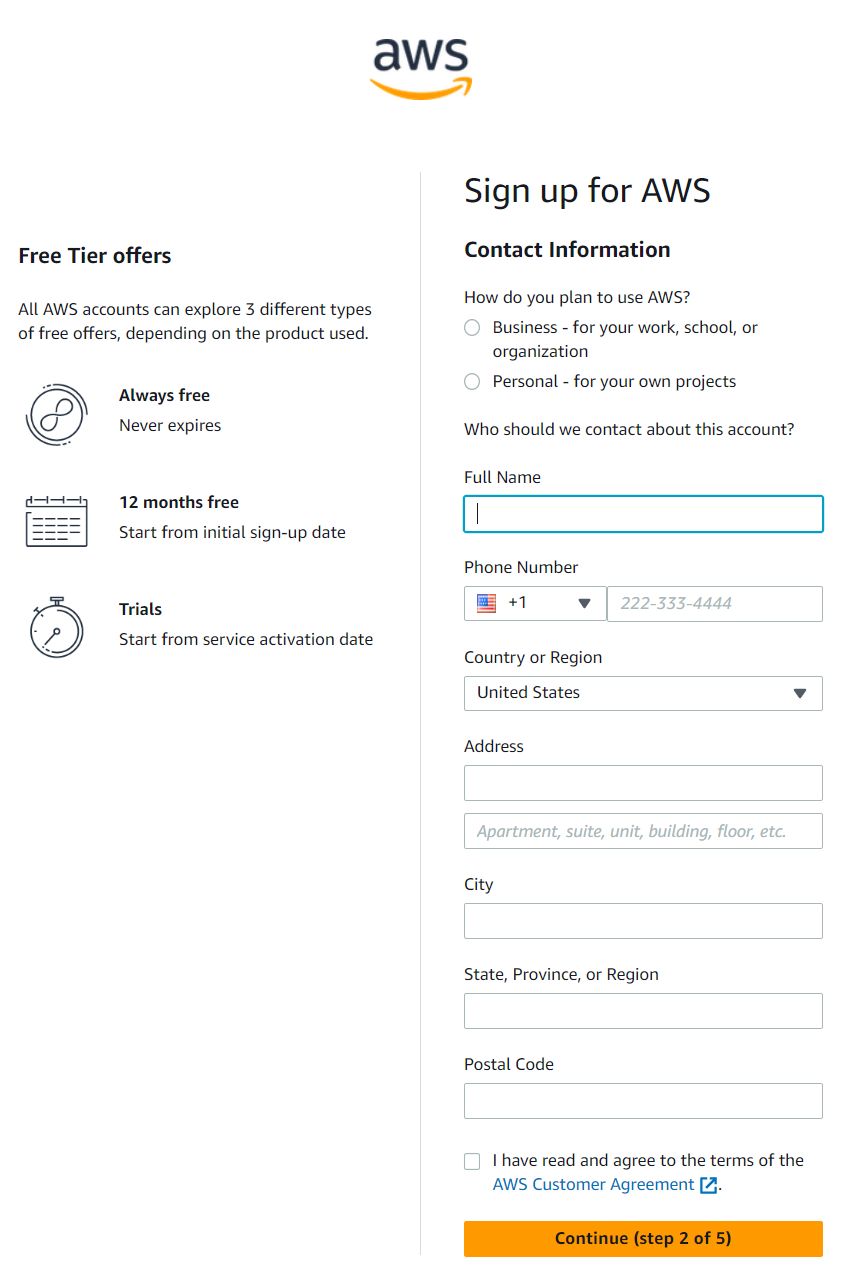 aws
Free Tier offers
All AWS accounts can explore 3 different types
of free offers, depending on the product used.
Always free
Never expires
12 months free
Start from initial sign-up date
Trials
Start from service activation date
Sign up for AWS
Contact Information
How do you plan to use AWS?
Business - for your work, school, or
organization
Personal - for your own projects
Who should we contact about this account?
Full Name
Phone Number
+1
222-333-4444
Country or Region
United States
Address
Apartment, suite, unit, building, floor, etc.
City
State, Province, or Region
Postal Code
I have read and agree to the terms of the
AWS Customer Agreement.
Continue (step 2 of 5)